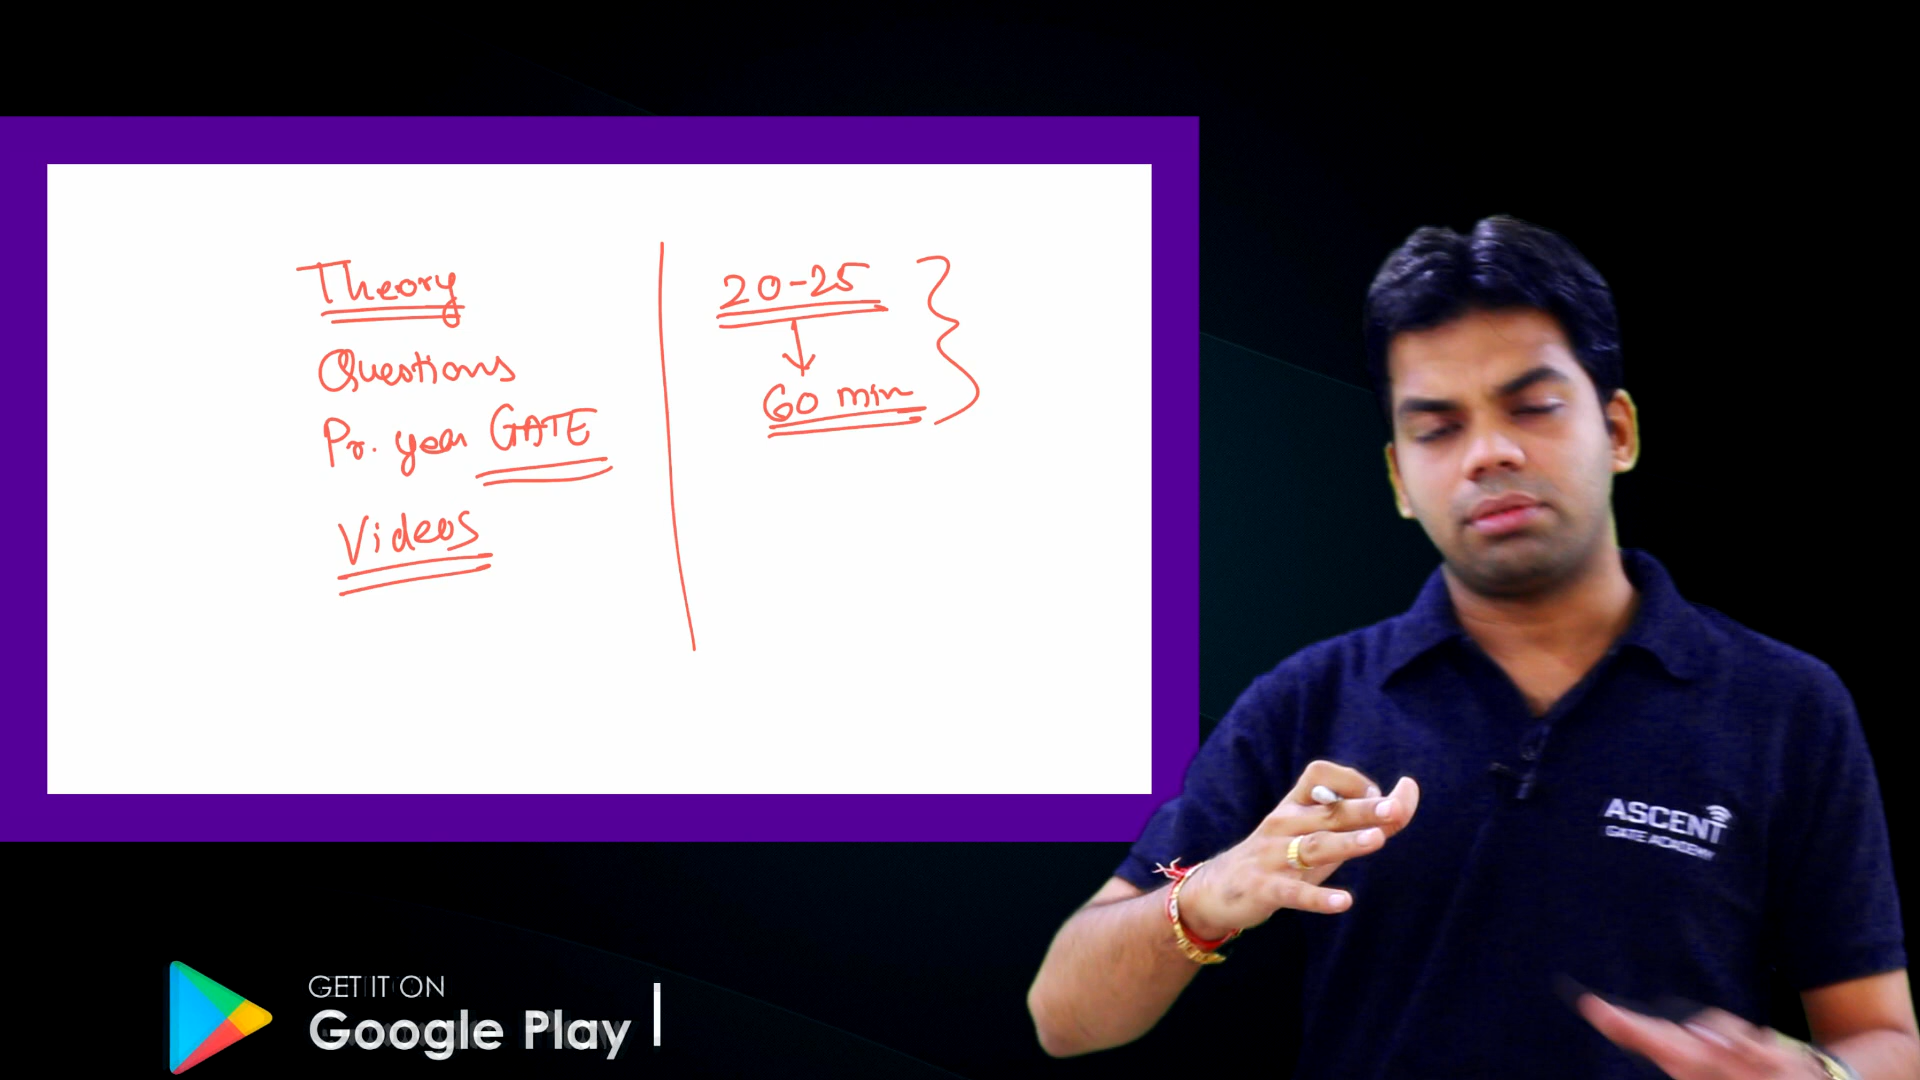 Theory
Questions
Pr. year GATE
Videos
20-25
60 min
ASCENT
GATE ACADEMY
GET IT ON
Google Play